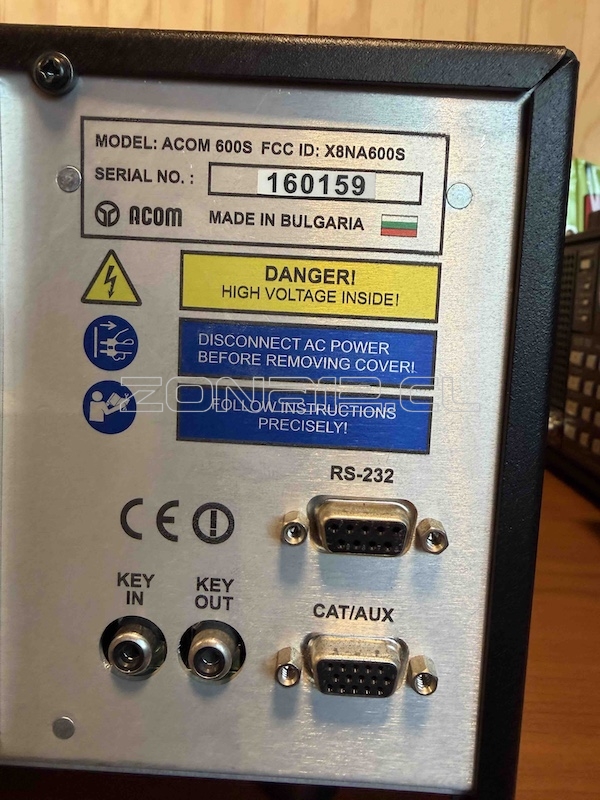 MODEL: ACOM 600S FCC ID: X8NA600S
SERIAL NO. : 160159
ACOM MADE IN BULGARIA
DANGER!
HIGH VOLTAGE INSIDE!
DISCONNECT AC POWER
BEFORE REMOVING COVER!
ZONA12.CL
FOLLOW INSTRUCTIONS
PRECISELY!
RS-232
CE
KEY
IN
KEY
OUT
CAT/AUX